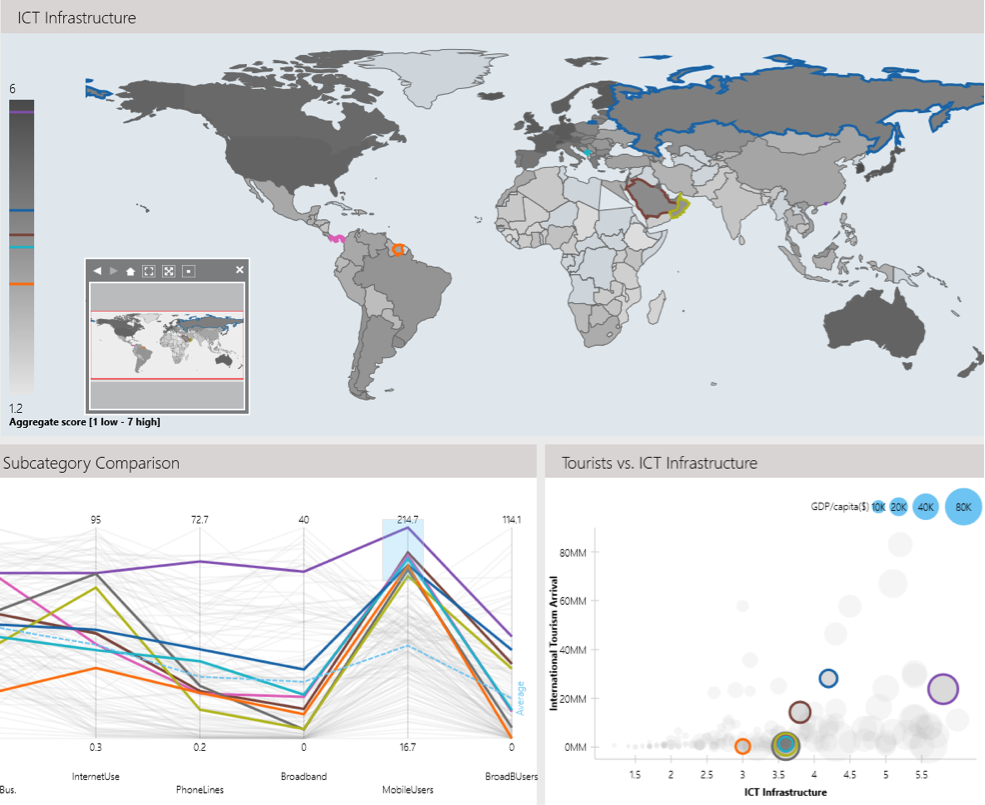 ICT Infrastructure
6
1.2
Aggregate score [1 low - 7 high]
Subcategory Comparison
95
72.7
40
214.7
114.1
Average
0.3
0.2
0
16.7
0
InternetUse
Broadband
BroadBUsers
Bus.
PhoneLines
MobileUsers
Tourists vs. ICT Infrastructure
GDP/capita($) 10K 20K 40K 80K
International Tourism Arrival
80MM
60MM
40MM
20MM
0MM
1.5 2 2.5 3 3.5 4 4.5 5 5.5
ICT Infrastructure